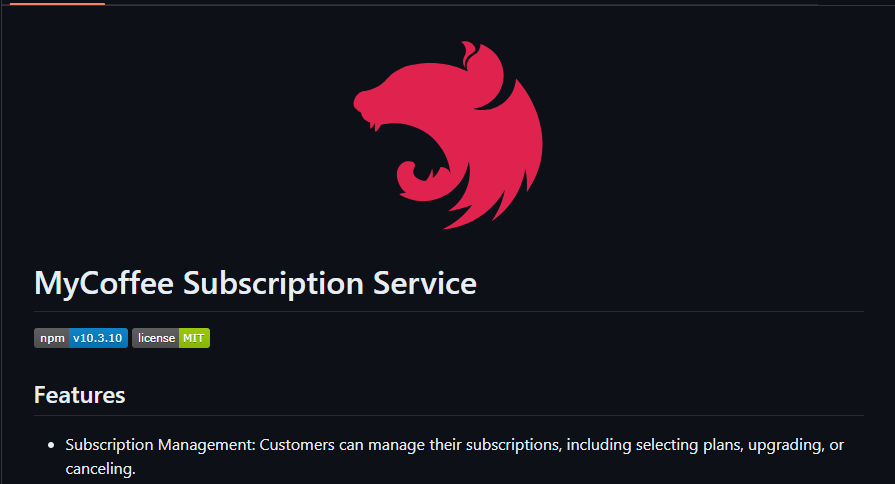 MyCoffee Subscription Service
npm v10.3.10 license MIT
Features
Subscription Management: Customers can manage their subscriptions, including selecting plans, upgrading, or
canceling.